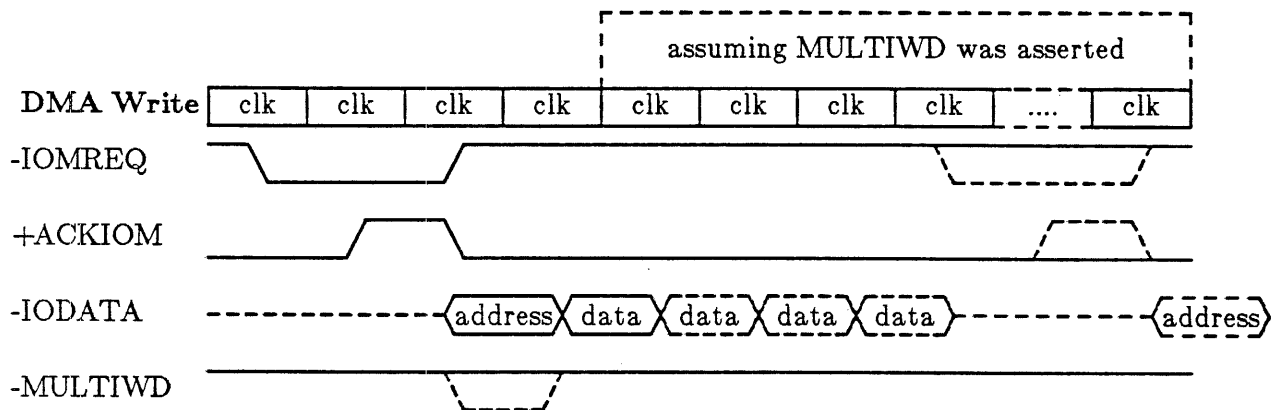 assuming MULTIWD was asserted
DMA Write clk clk clk clk clk clk clk clk .... clk
-IOMREQ
+ACKIOM
-IODATA address data data data data address
-MULTIWD